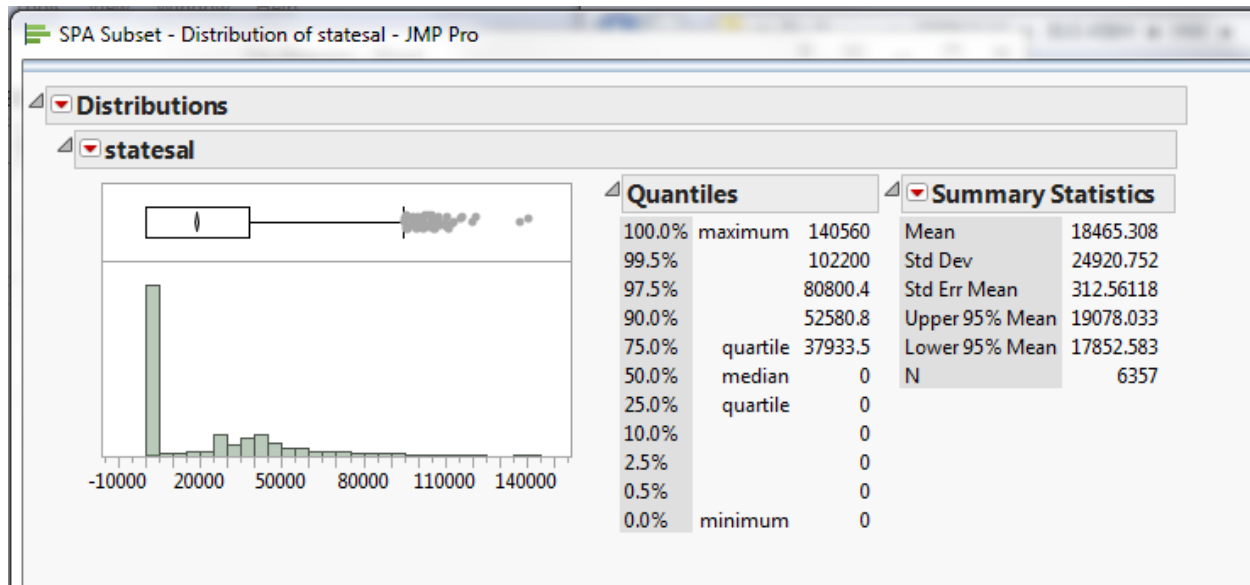 SPA Subset - Distribution of statesal - JMP Pro
Distributions
statesal
-10000 20000 50000 80000 110000 140000
Quantiles
100.0% maximum 140560
99.5% 102200
97.5% 80800.4
90.0% 52580.8
75.0% quartile 37933.5
50.0% median 0
25.0% quartile 0
10.0% 0
2.5% 0
0.5% 0
0.0% minimum 0
Summary Statistics
Mean 18465.308
Std Dev 24920.752
Std Err Mean 312.56118
Upper 95% Mean 19078.033
Lower 95% Mean 17852.583
N 6357